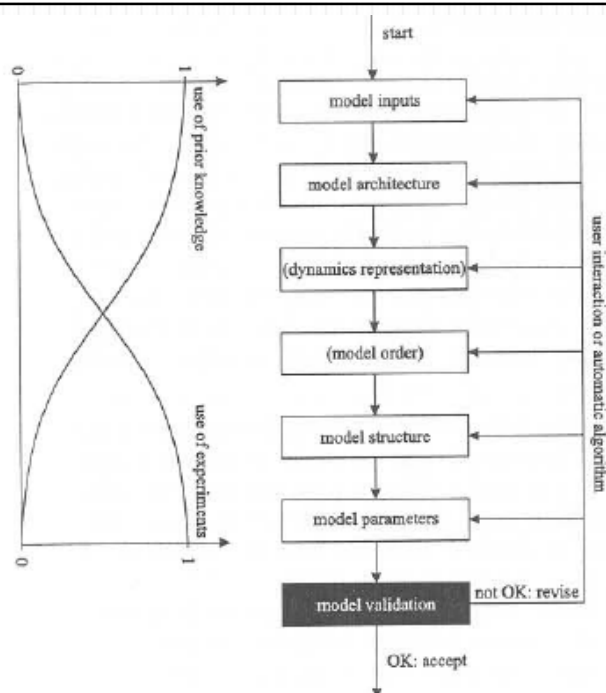 start
0
1
use of prior knowledge
model inputs
model architecture
(dynamics representation)
(model order)
model structure
model parameters
model validation
not OK: revise
OK: accept
user interaction or automatic algorithm
use of experiments
0
1